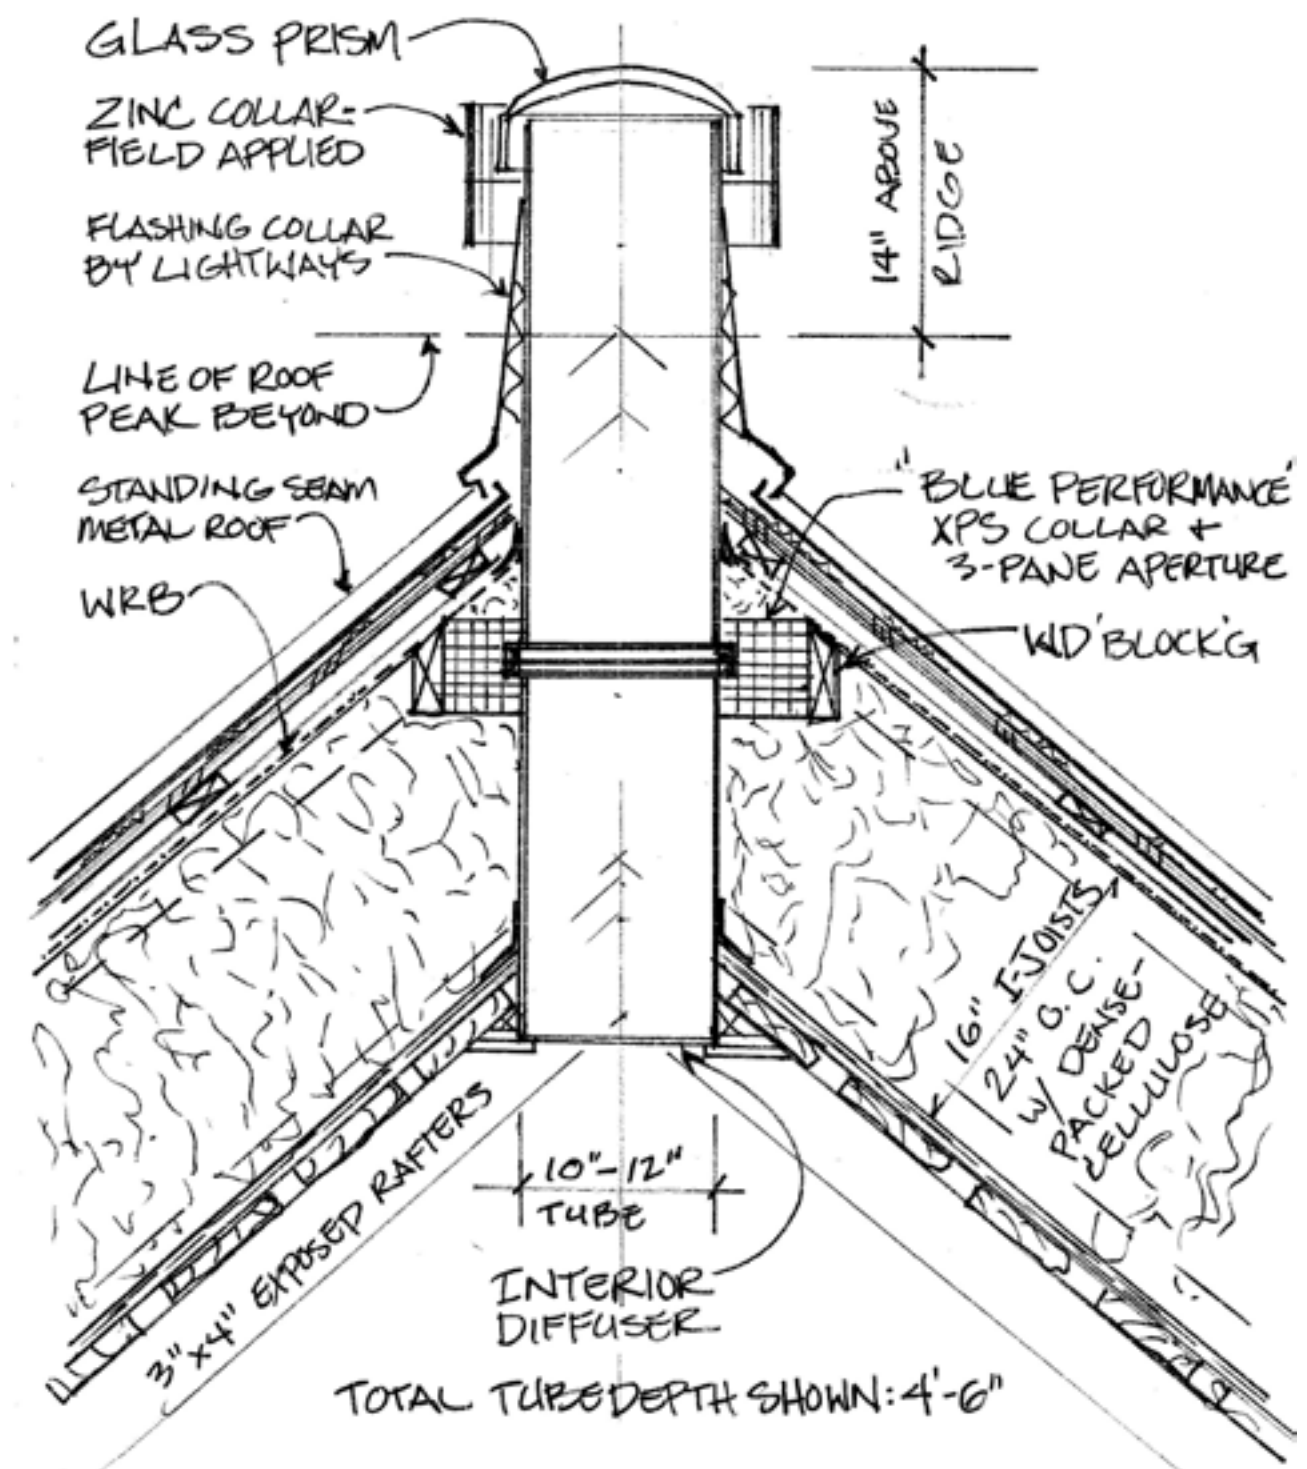 GLASS PRISM
ZINC COLLAR-
FIELD APPLIED
FLASHING COLLAR
BY LIGHTWAYS
LINE OF ROOF
PEAK BEYOND
STANDING SEAM
METAL ROOF
WRB
14" ABOVE
RIDGE
"BLUE PERFORMANCE"
XPS COLLAR +
3-PANE APERTURE
WD BLOCK'G
16" I-JOISTS
24" O.C.
W/ DENSE-
PACKED
CELLULOSE
3"x4" EXPOSED RAFTERS
10"-12"
TUBE
INTERIOR
DIFFUSER
TOTAL TUBE DEPTH SHOWN: 4'-6"